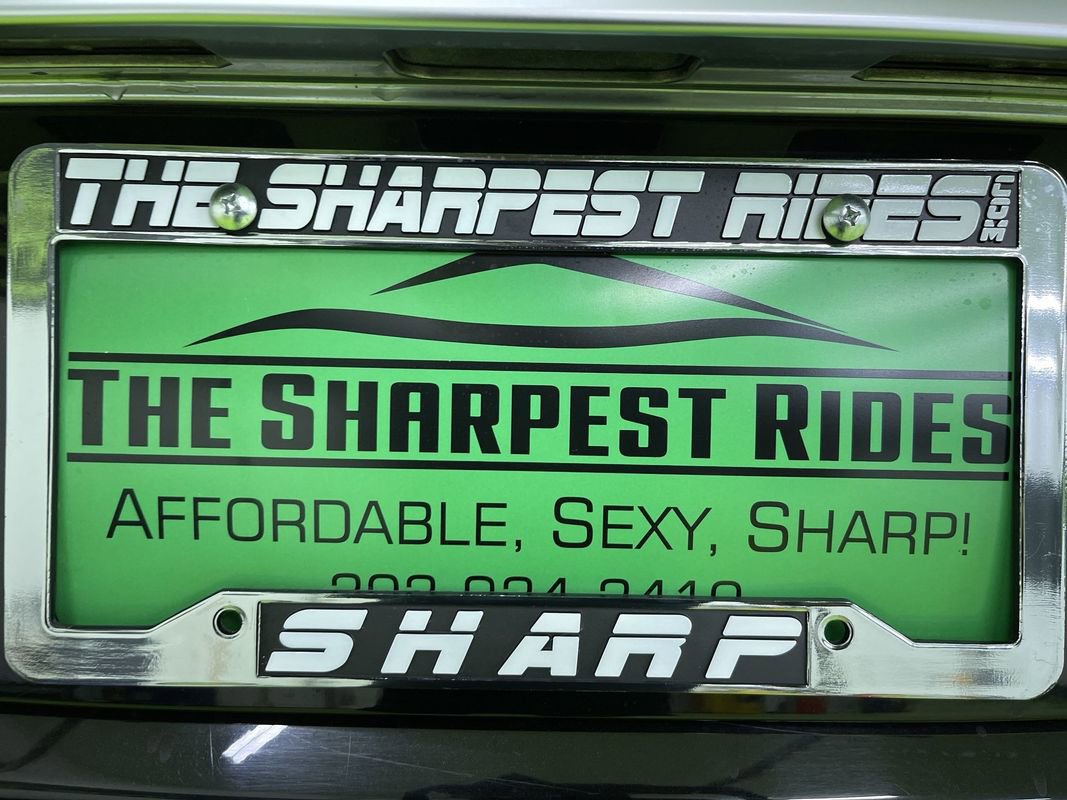 THE SHARPEST RIDES.COM
THE SHARPEST RIDES
AFFORDABLE, SEXY, SHARP!
SHARP